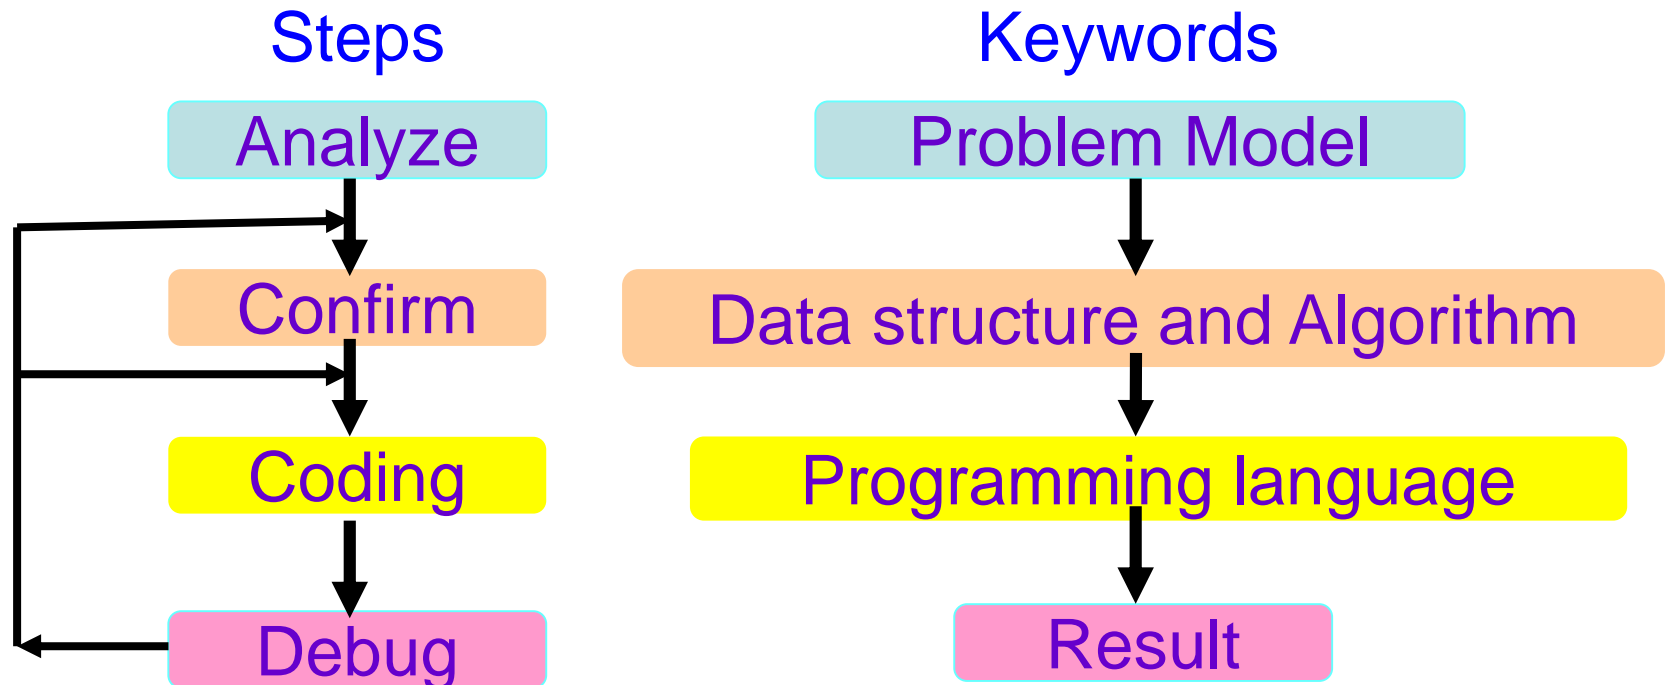 Steps
Keywords
Analyze
Problem Model
Confirm
Data structure and Algorithm
Coding
Programming language
Debug
Result